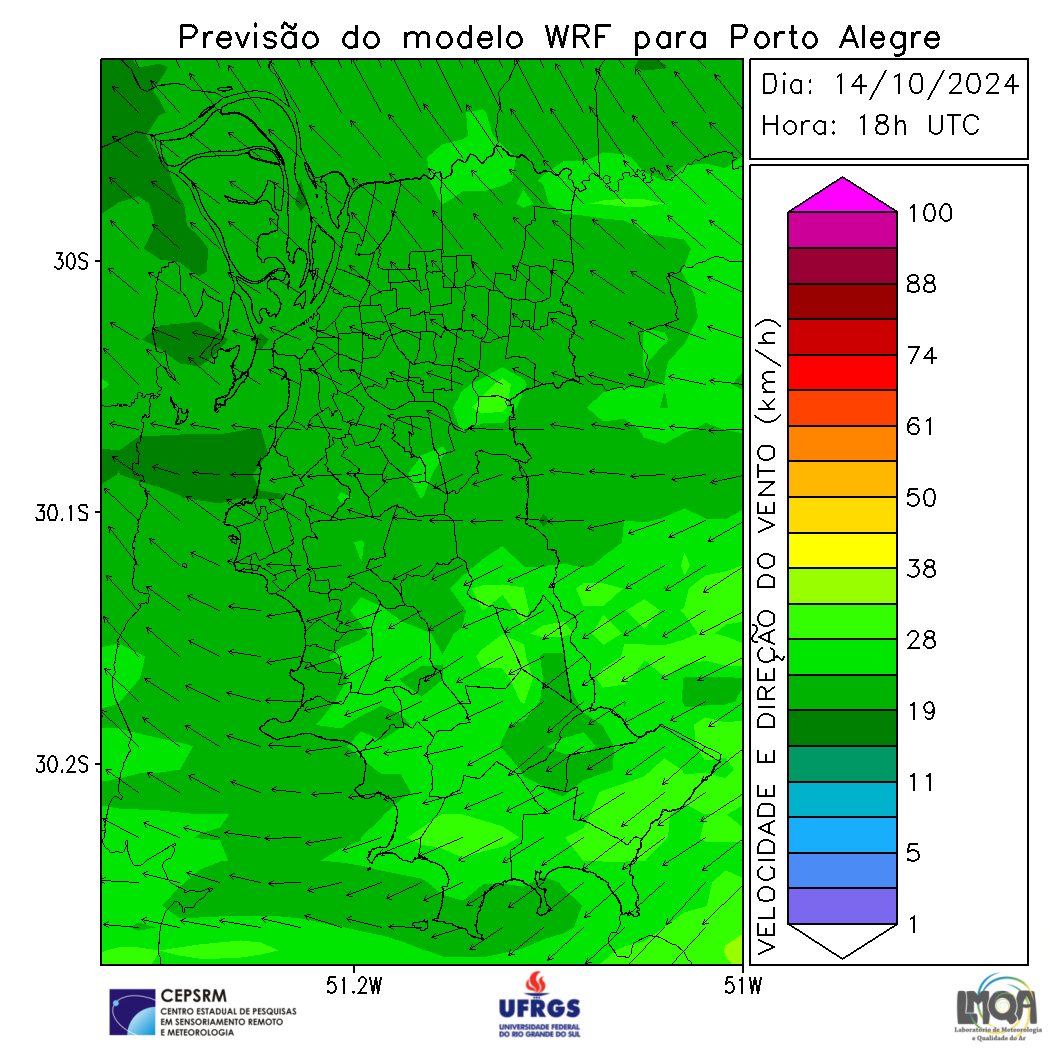 Previsão do modelo WRF para Porto Alegre
Dia: 14/10/2024
Hora: 18h UTC
30S
30.1S
30.2S
51.2W
51W
VELOCIDADE E DIREÇÃO DO VENTO (km/h)
100
88
74
61
50
38
28
19
11
5
1
CEPSRM
CENTRO ESTADUAL DE PESQUISAS
EM SENSORIAMENTO REMOTO
E METEOROLOGIA
UFRGS
UNIVERSIDADE FEDERAL
DO RIO GRANDE DO SUL
LMQA
Laboratório de Meteorologia
e Qualidade do Ar